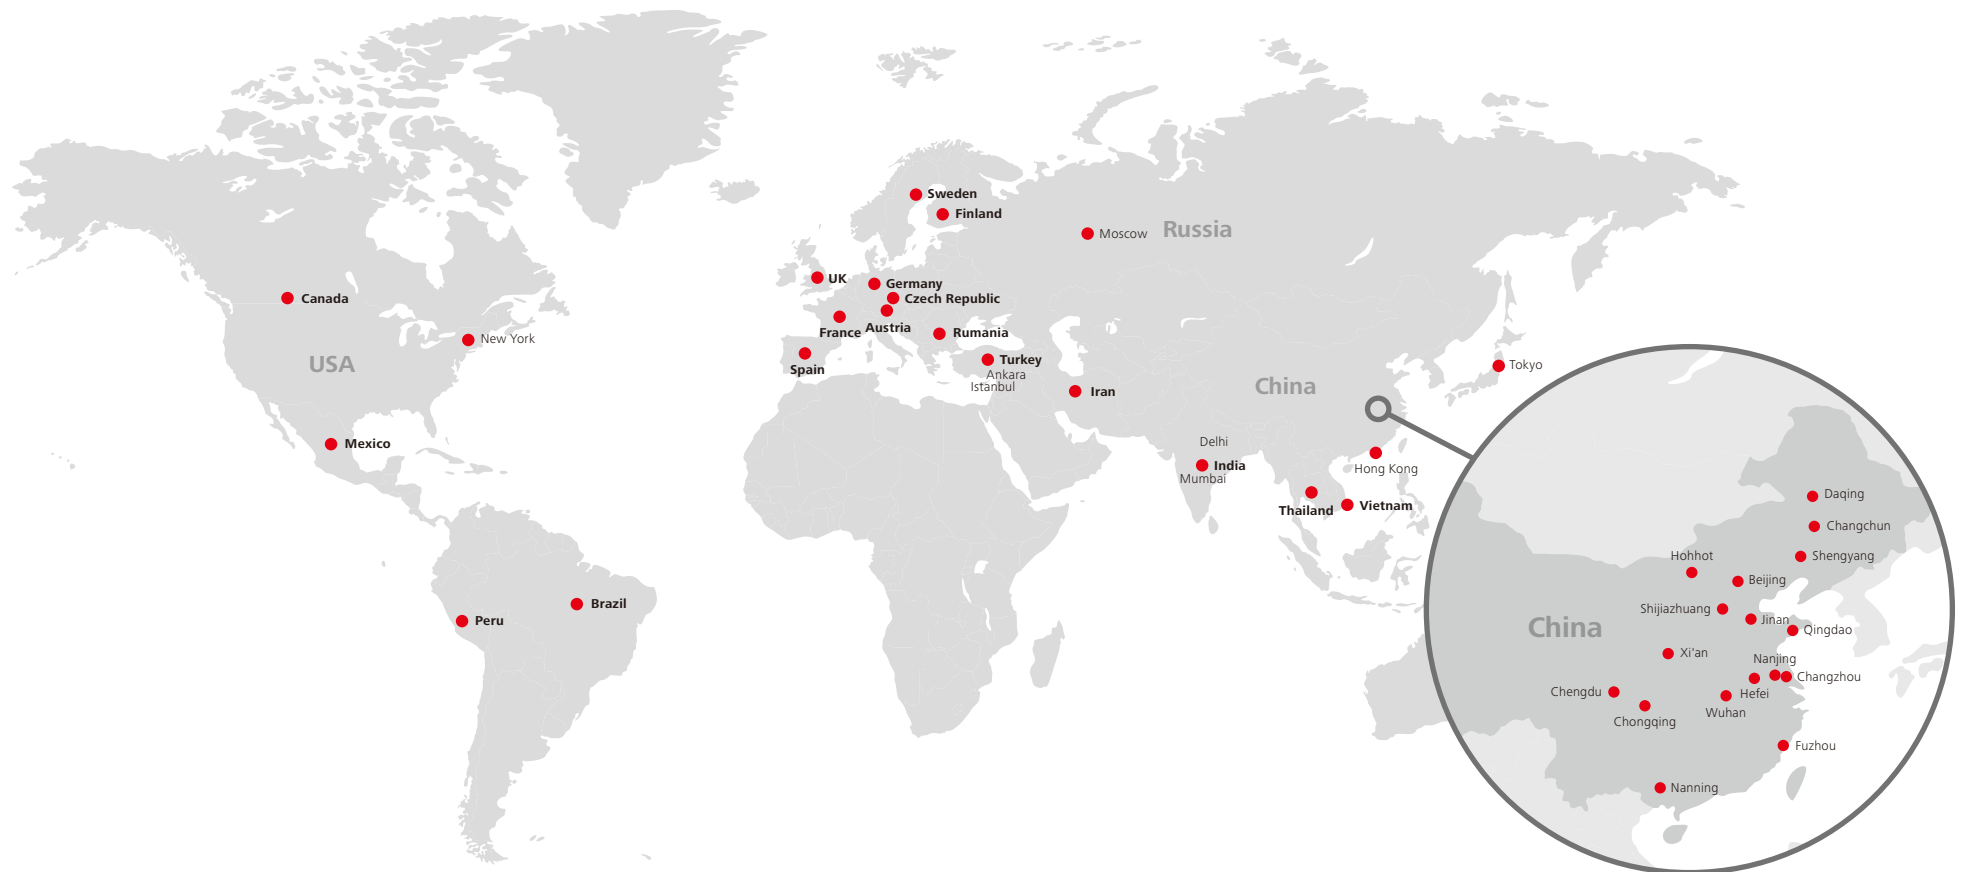 Sweden
Finland
Moscow
Russia
UK
Germany
Canada
Czech Republic
France
Austria
Rumania
New York
USA
Spain
Turkey
Ankara
Istanbul
Iran
China
Tokyo
Mexico
Delhi
India
Mumbai
Hong Kong
Thailand
Vietnam
Brazil
Peru
Daqing
Changchun
Hohhot
Shengyang
Beijing
Shijiazhuang
Jinan
China
Qingdao
Xi'an
Nanjing
Changzhou
Chengdu
Hefei
Wuhan
Chongqing
Fuzhou
Nanning